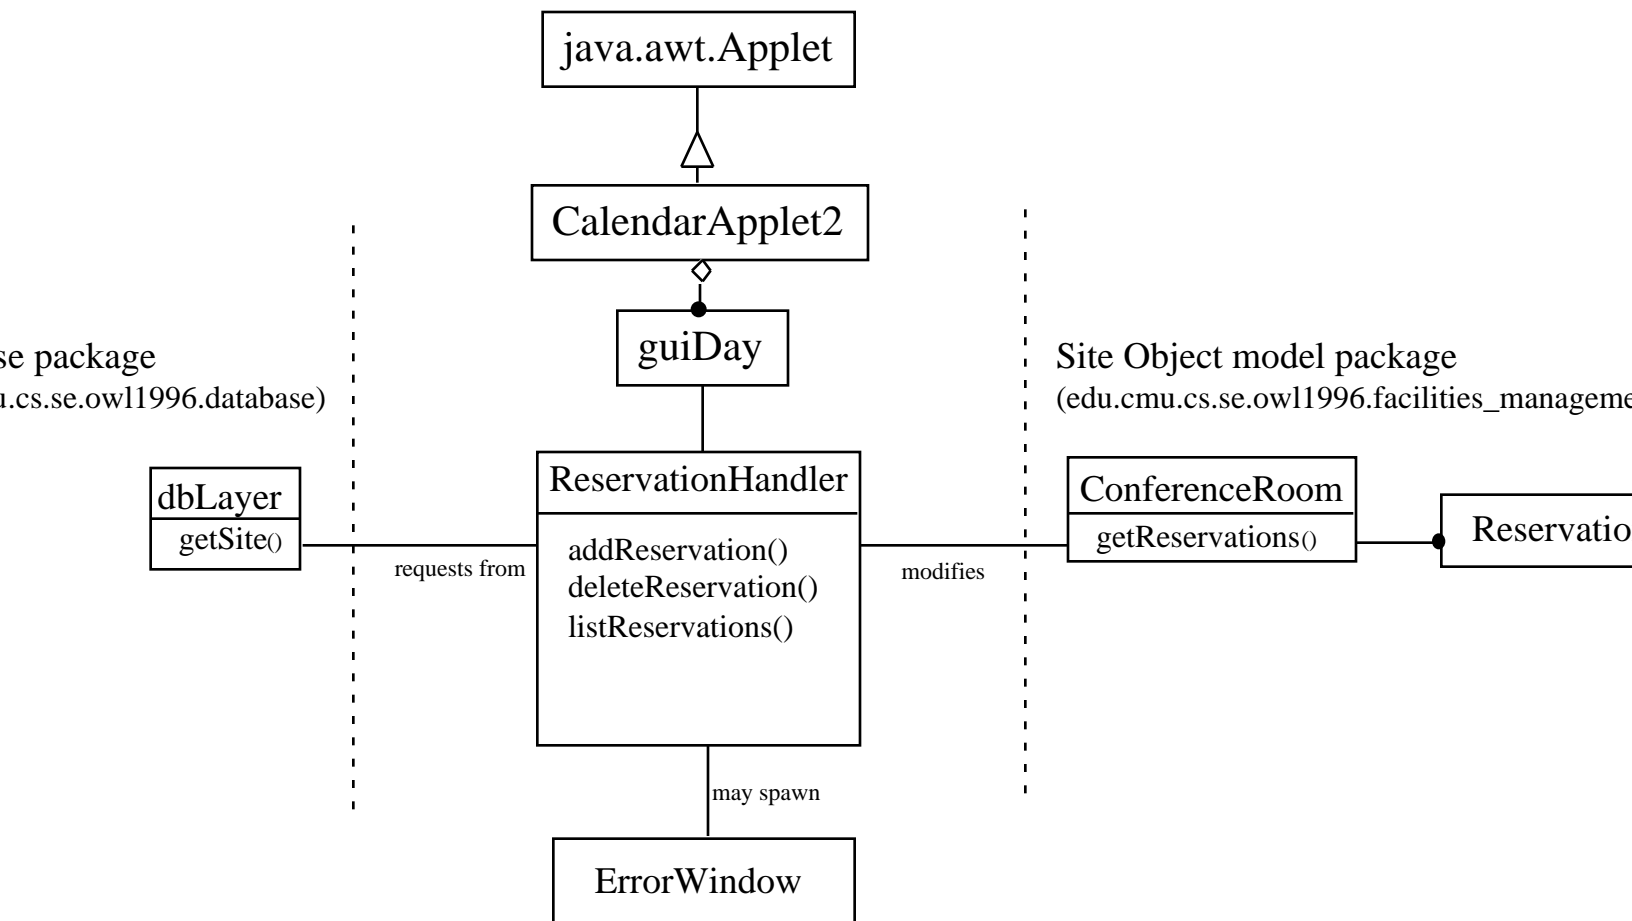 java.awt.Applet
CalendarApplet2
guiDay
se package
u.cs.se.owl1996.database)
Site Object model package
(edu.cmu.cs.se.owl1996.facilities_manageme
dbLayer
getSite()
requests from
ReservationHandler
addReservation()
deleteReservation()
listReservations()
modifies
ConferenceRoom
getReservations()
Reservatio
may spawn
ErrorWindow